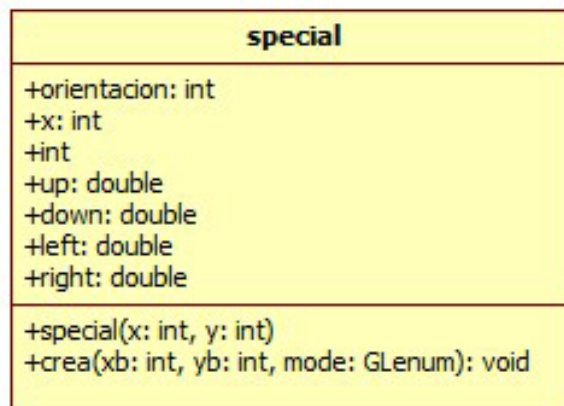 special
+orientacion: int
+x: int
+int
+up: double
+down: double
+left: double
+right: double
+special(x: int, y: int)
+crea(xb: int, yb: int, mode: GLenum): void